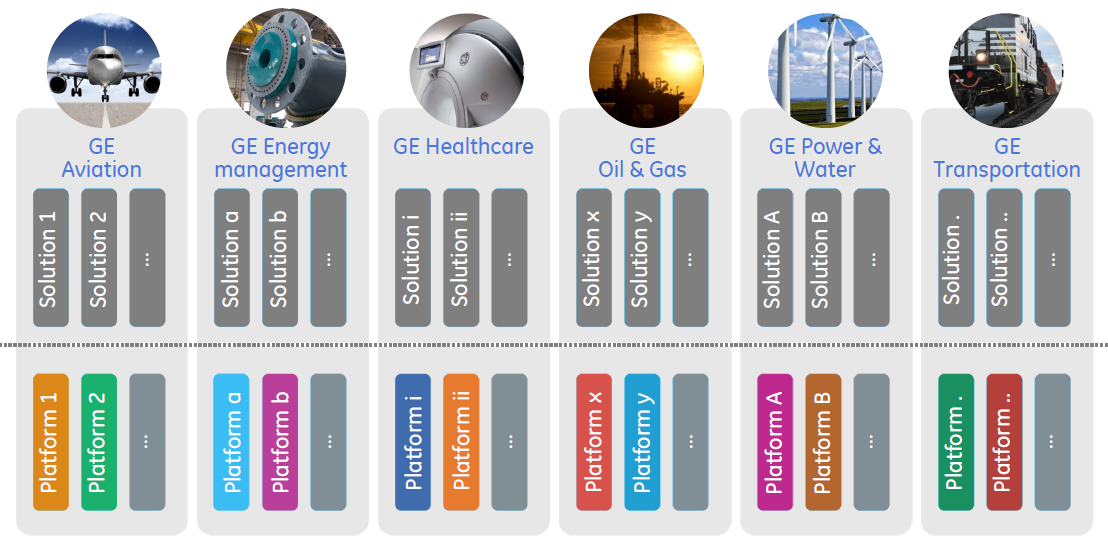 GE
Aviation
Solution 1
Solution 2
...
Platform 1
Platform 2
...
GE Energy
management
Solution a
Solution b
...
Platform a
Platform b
...
GE Healthcare
Solution i
Solution ii
...
Platform i
Platform ii
...
GE
Oil & Gas
Solution x
Solution y
...
Platform x
Platform y
...
GE Power &
Water
Solution A
Solution B
...
Platform A
Platform B
...
GE
Transportation
Solution .
Solution ..
...
Platform .
Platform ..
...